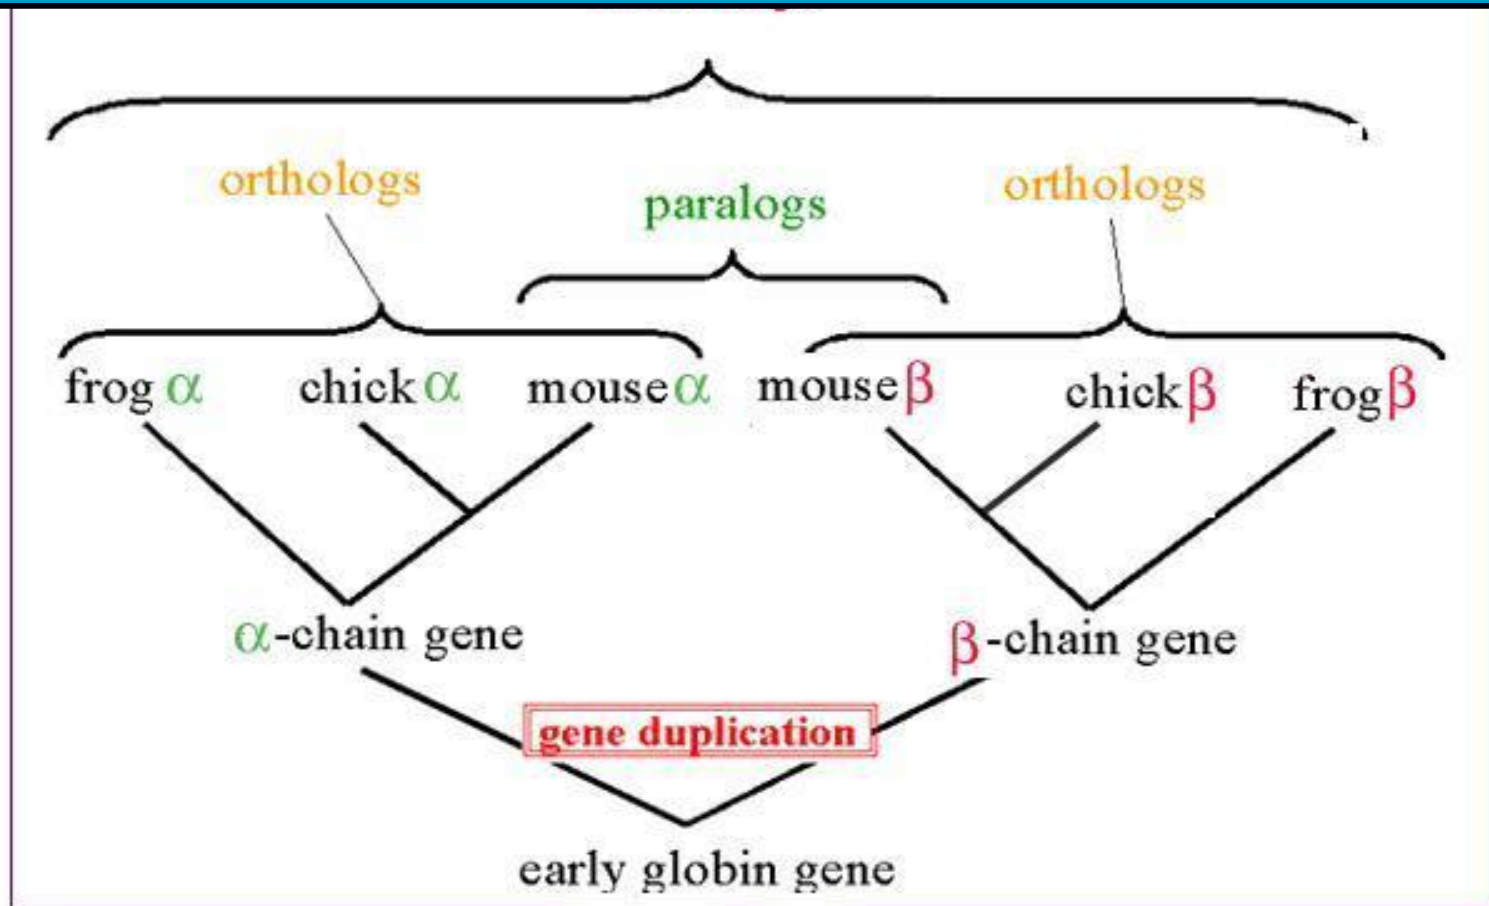 orthologs
paralogs
orthologs
frog α
chick α
mouse α
mouse β
chick β
frog β
α-chain gene
β-chain gene
gene duplication
early globin gene